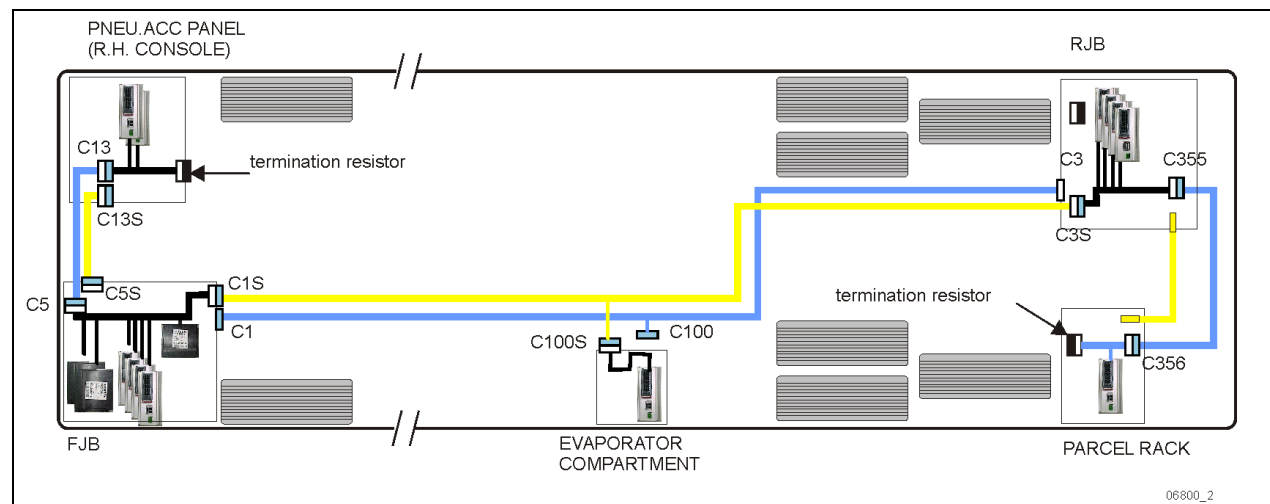 PNEU.ACC PANEL
(R.H. CONSOLE)
RJB
C13
termination resistor
C3
C355
C13S
C3S
C5
C5S
C1S
C1
termination resistor
C100S
C100
C356
FJB
EVAPORATOR
COMPARTMENT
PARCEL RACK
06800_2